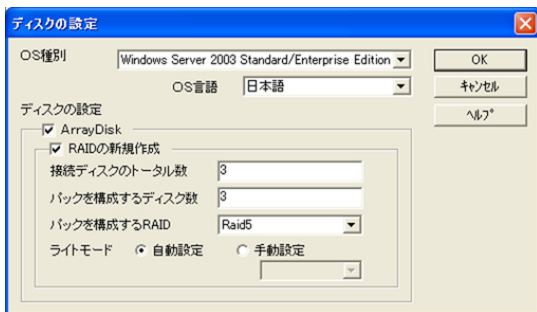 ディスクの設定
OS種別 Windows Server 2003 Standard/Enterprise Edition
OK
OS言語 日本語
キャンセル
ディスクの設定
ヘルプ
ArrayDisk
RAIDの新規作成
接続ディスクのトータル数 3
パックを構成するディスク数 3
パックを構成するRAID Raid5
ライトモード 自動設定 手動設定